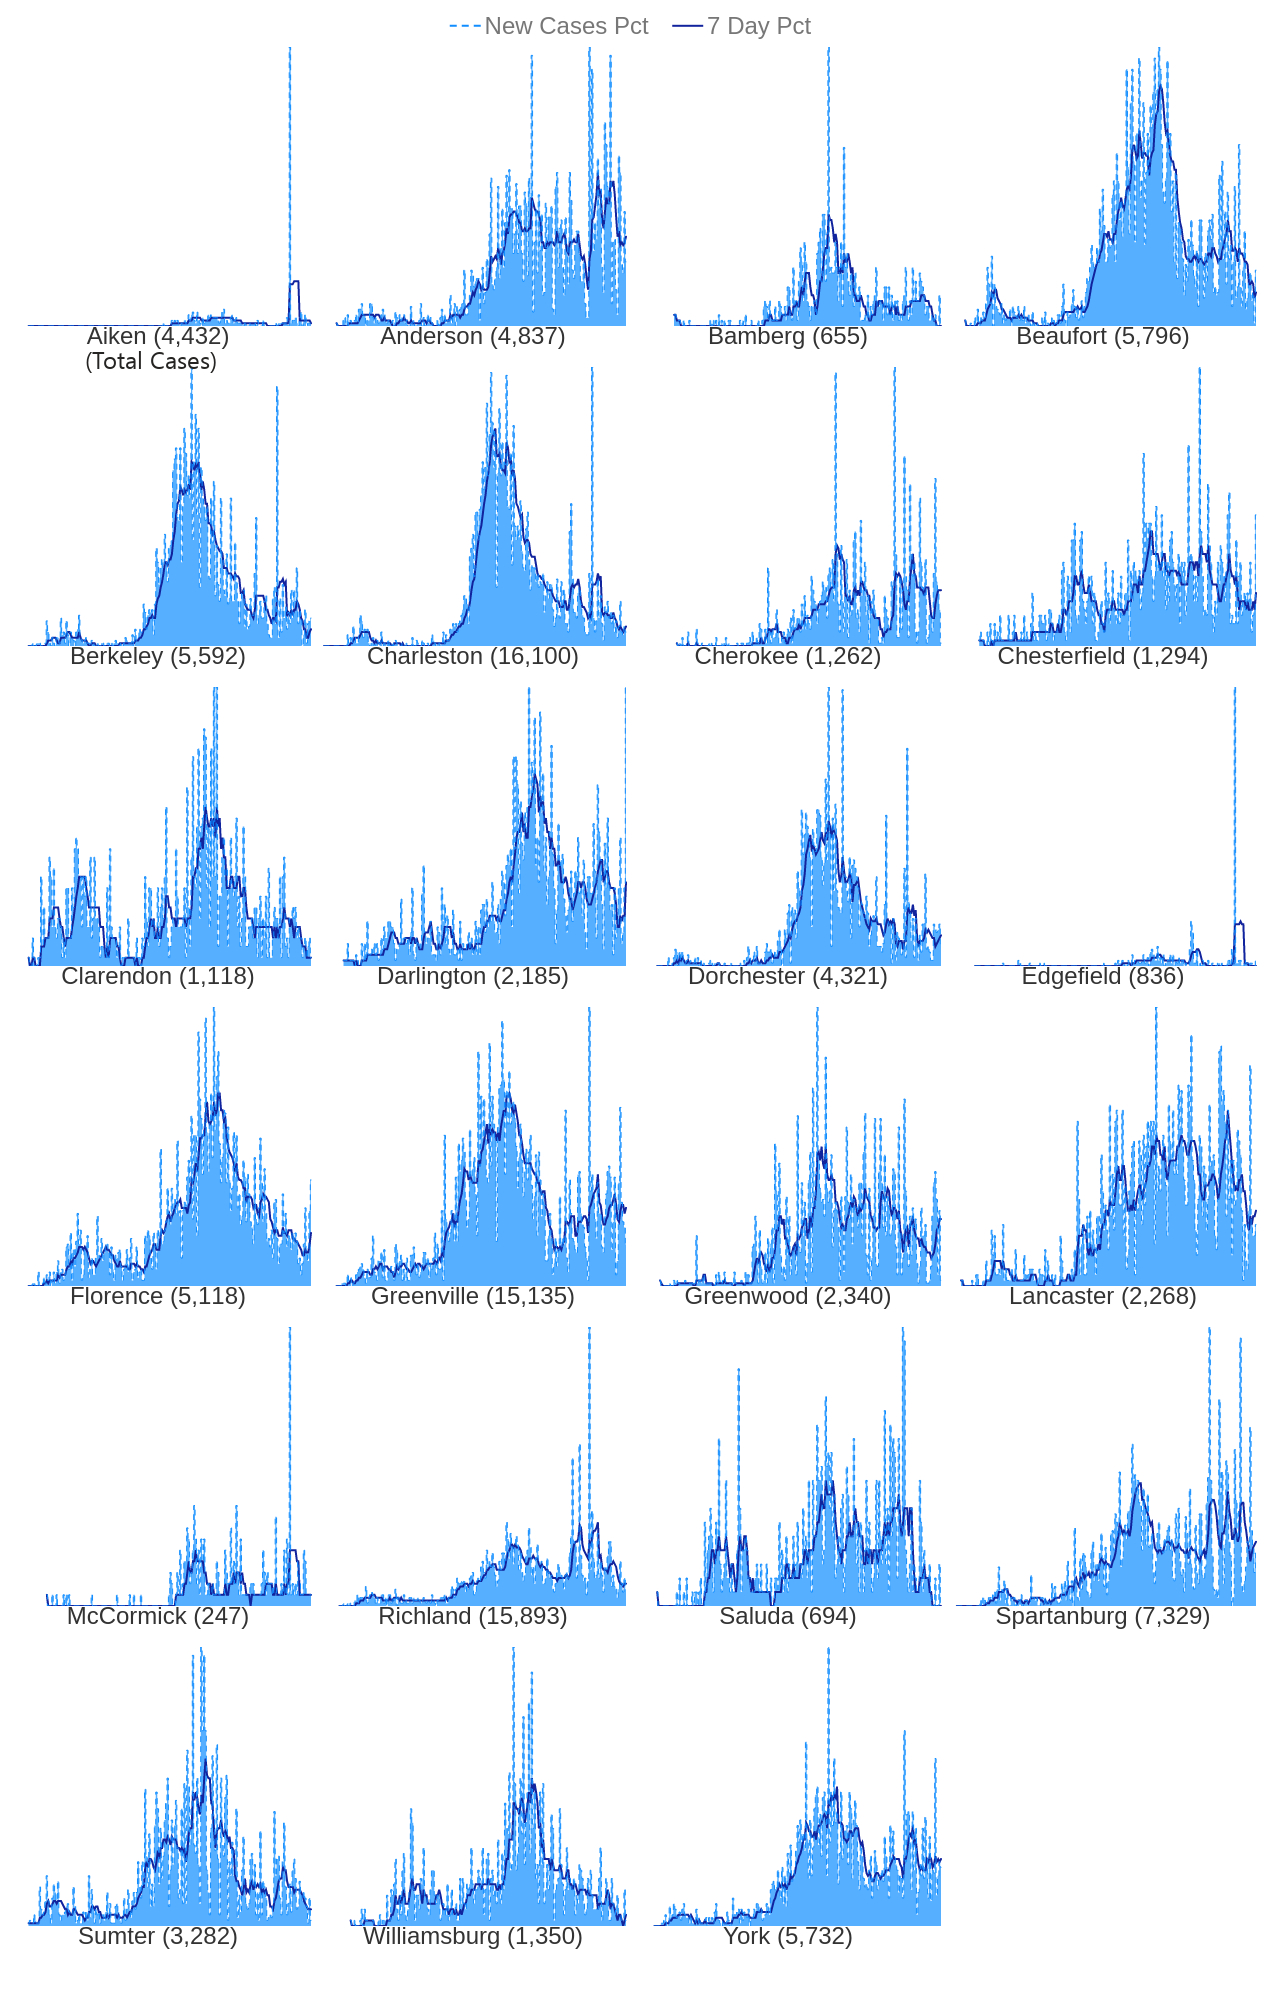 New Cases Pct 7 Day Pct
Aiken (4,432) Anderson (4,837) Bamberg (655) Beaufort (5,796)
(Total Cases)
Berkeley (5,592) Charleston (16,100) Cherokee (1,262) Chesterfield (1,294)
Clarendon (1,118) Darlington (2,185) Dorchester (4,321) Edgefield (836)
Florence (5,118) Greenville (15,135) Greenwood (2,340) Lancaster (2,268)
McCormick (247) Richland (15,893) Saluda (694) Spartanburg (7,329)
Sumter (3,282) Williamsburg (1,350) York (5,732)